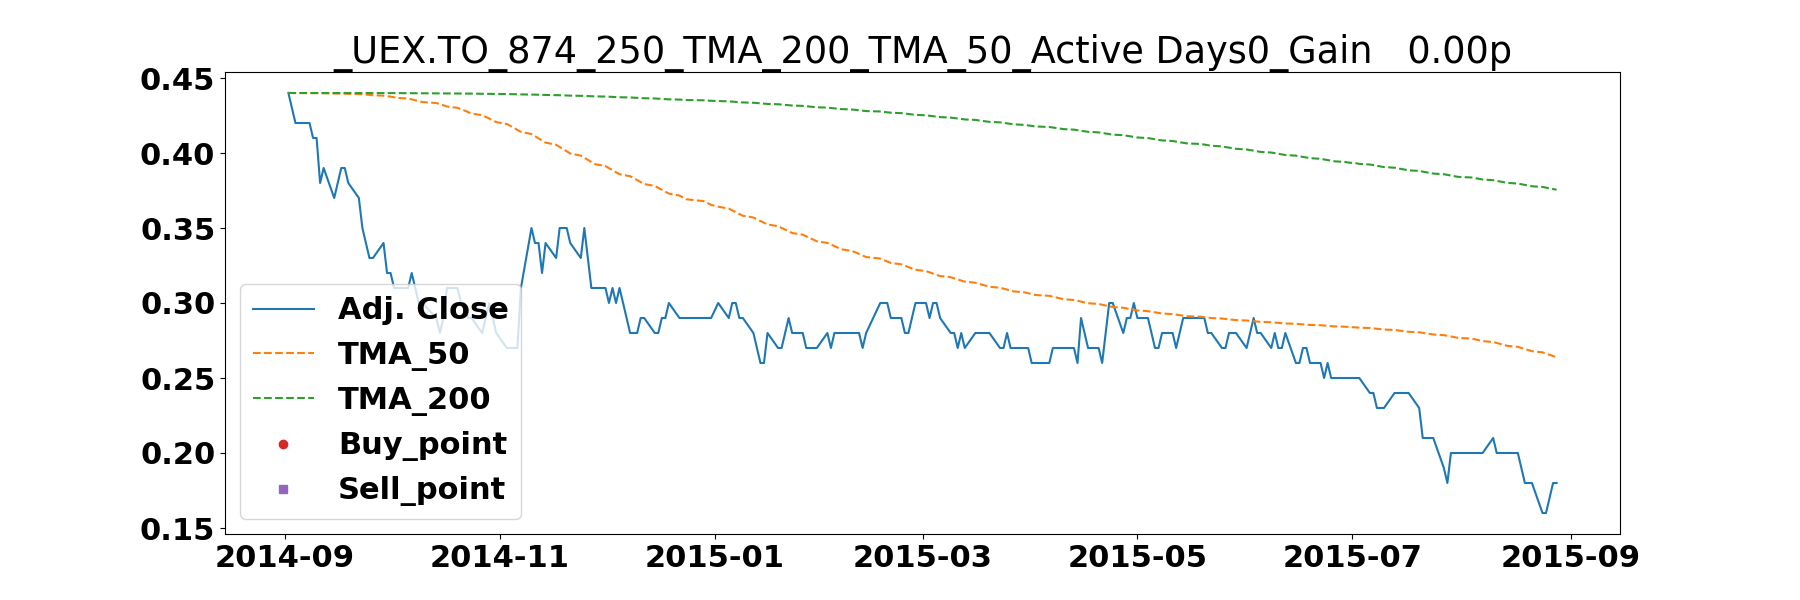 _UEX.TO_874_250_TMA_200_TMA_50_Active Days0_Gain   0.00p
0.45
0.40
0.35
0.30
0.25
0.20
0.15
Adj. Close
TMA_50
TMA_200
Buy_point
Sell_point
2014-09 2014-11 2015-01 2015-03 2015-05 2015-07 2015-09